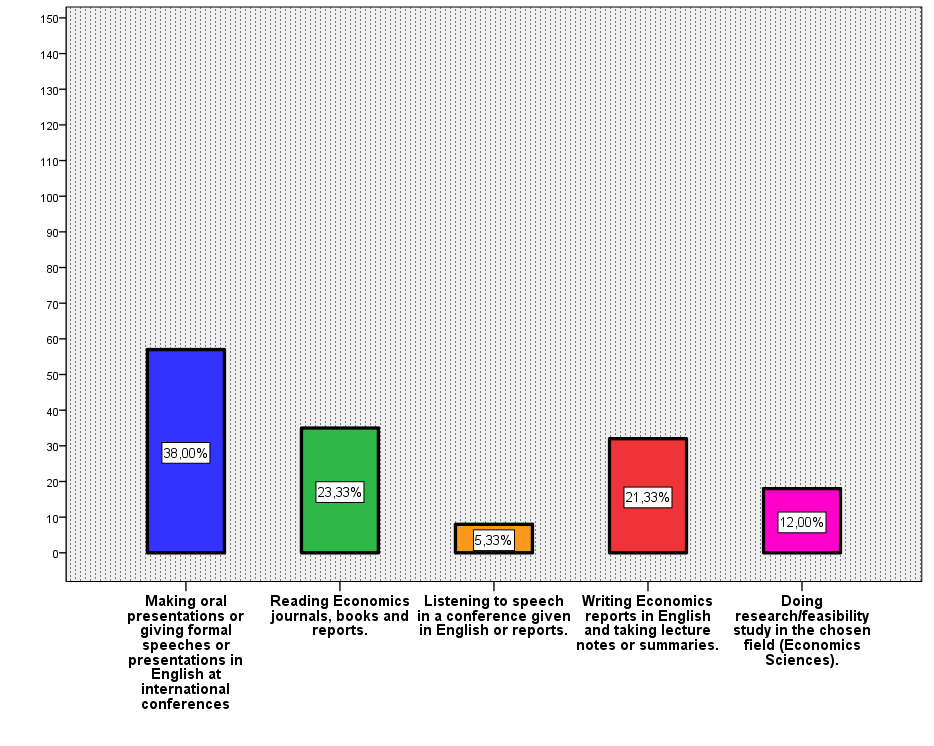 150
140
130
120
110
100
90
80
70
60
50
40
30
20
10
0
38,00%
23,33%
5,33%
21,33%
12,00%
Making oral
presentations or
giving formal
speeches or
presentations in
English at
international
conferences
Reading Economics
journals, books and
reports.
Listening to speech
in a conference given
in English or reports.
Writing Economics
reports in English
and taking lecture
notes or summaries.
Doing
research/feasibility
study in the chosen
field (Economics
Sciences).